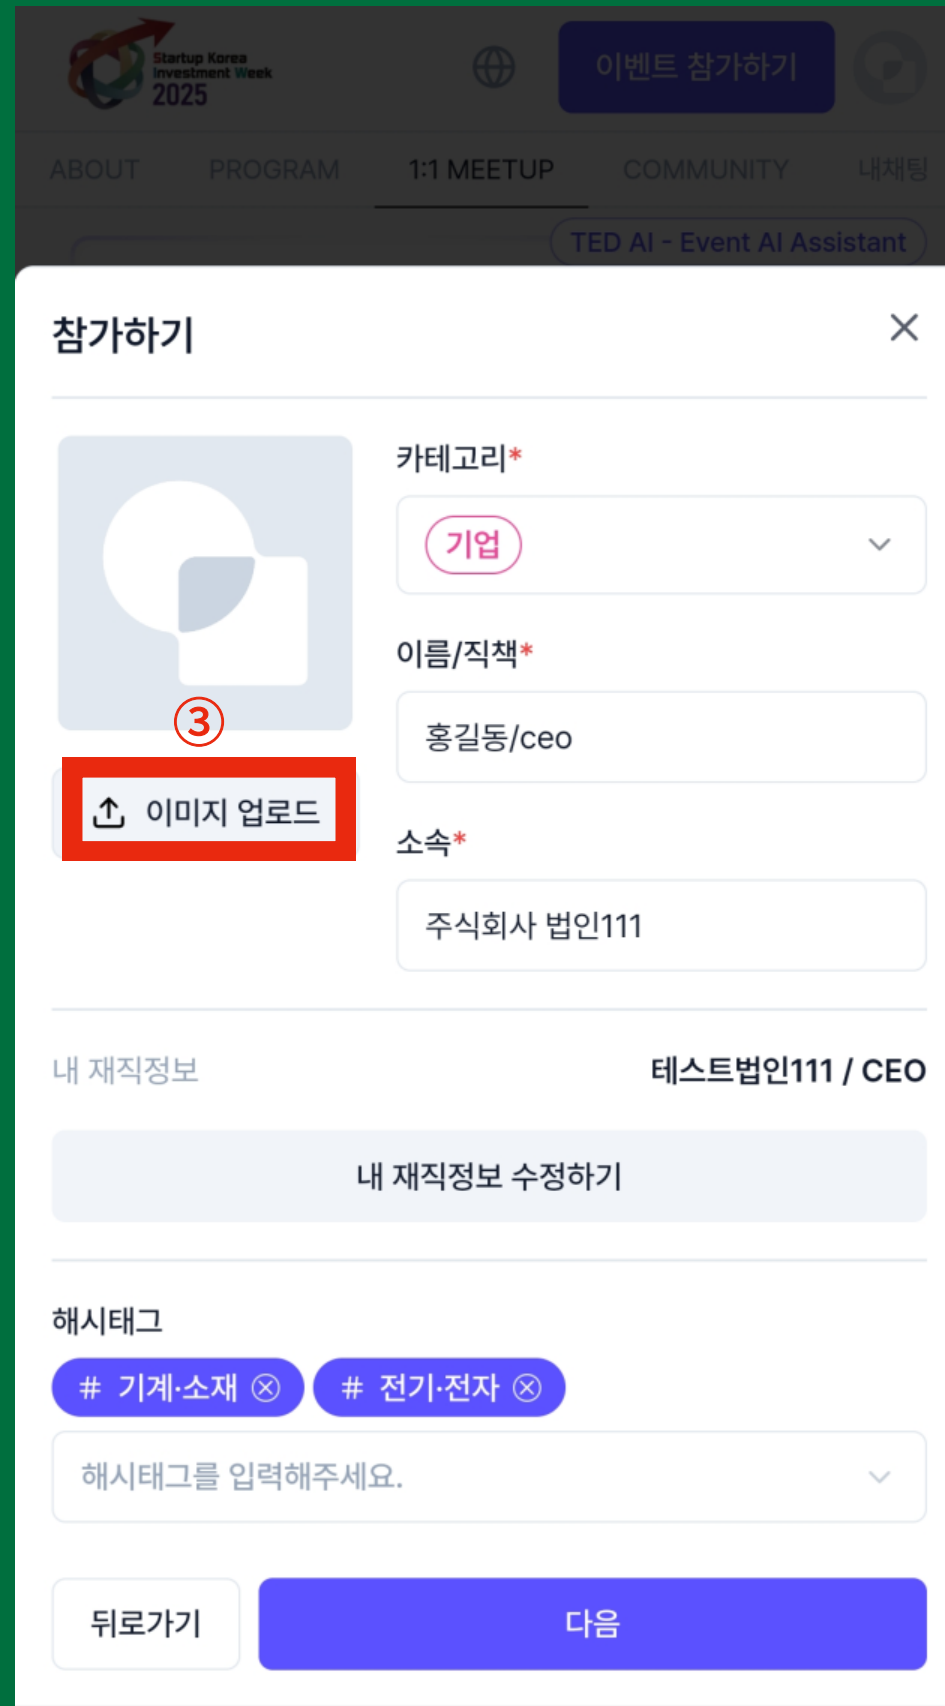 Startup Korea
Investment Week
2025
이벤트 참가하기
ABOUT PROGRAM 1:1 MEETUP COMMUNITY 내채팅
TED AI - Event AI Assistant
참가하기
카테고리*
기업
이름/직책*
홍길동/ceo
③
이미지 업로드
소속*
주식회사 법인111
내 재직정보 테스트법인111 / CEO
내 재직정보 수정하기
해시태그
# 기계·소재 # 전기·전자
해시태그를 입력해주세요.
뒤로가기 다음